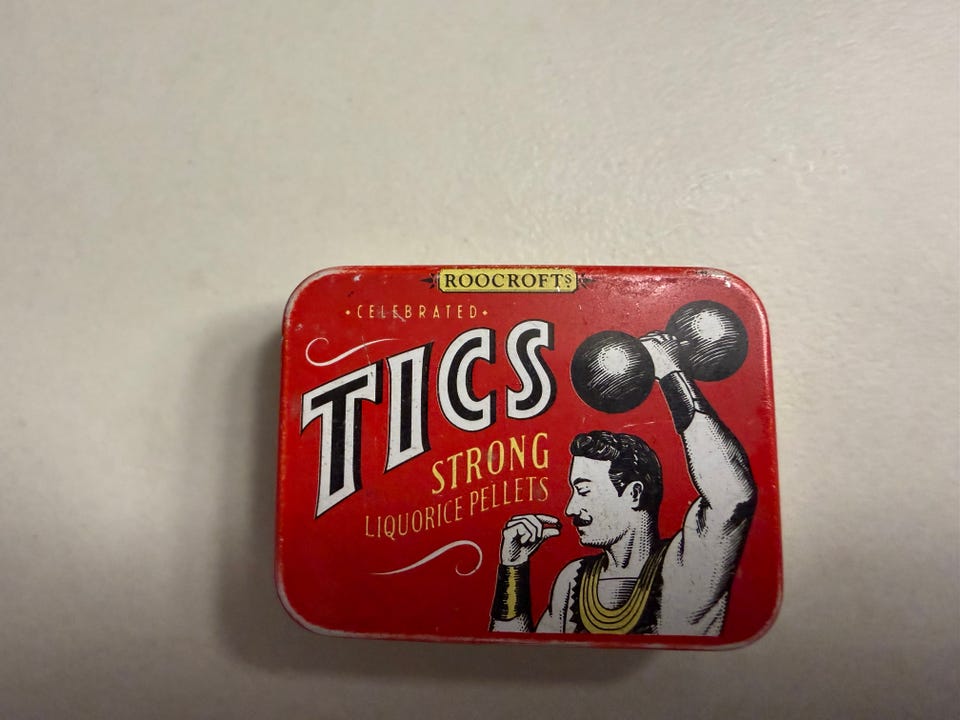 ROOCROFTS
CELEBRATED
TICS
STRONG
LIQUORICE PELLETS